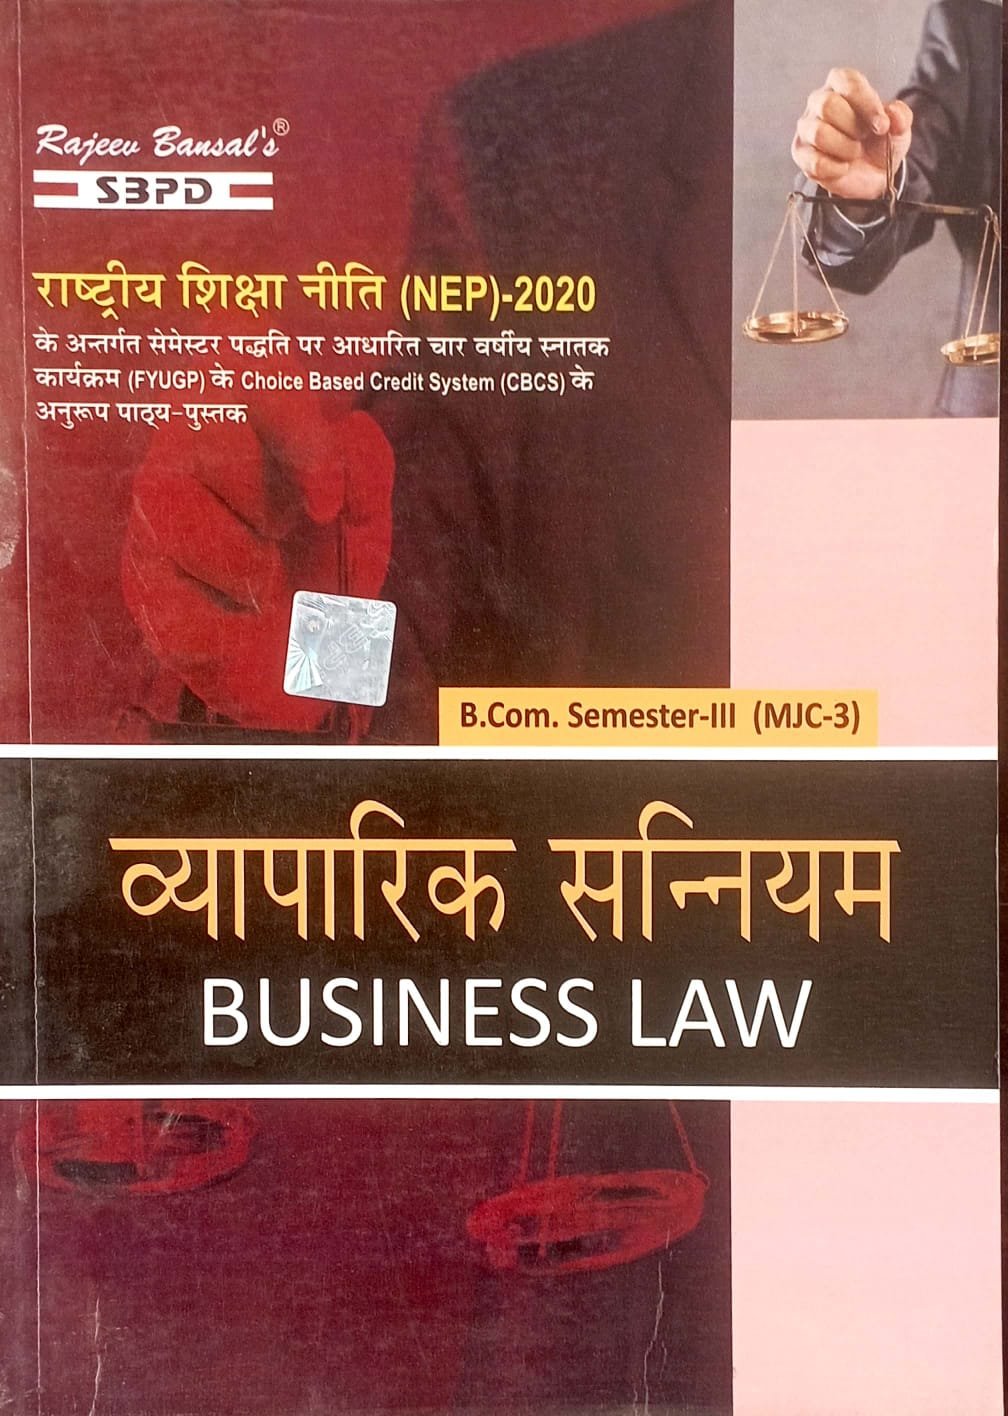 Rajeev Bansal's®
SBPD
राष्ट्रीय शिक्षा नीति (NEP)-2020
के अन्तर्गत सेमेस्टर पद्धति पर आधारित चार वर्षीय स्नातक
कार्यक्रम (FYUGP) के Choice Based Credit System (CBCS) के
अनुरूप पाठ्य-पुस्तक
B.Com. Semester-III (MJC-3)
व्यापारिक सन्नियम
BUSINESS LAW